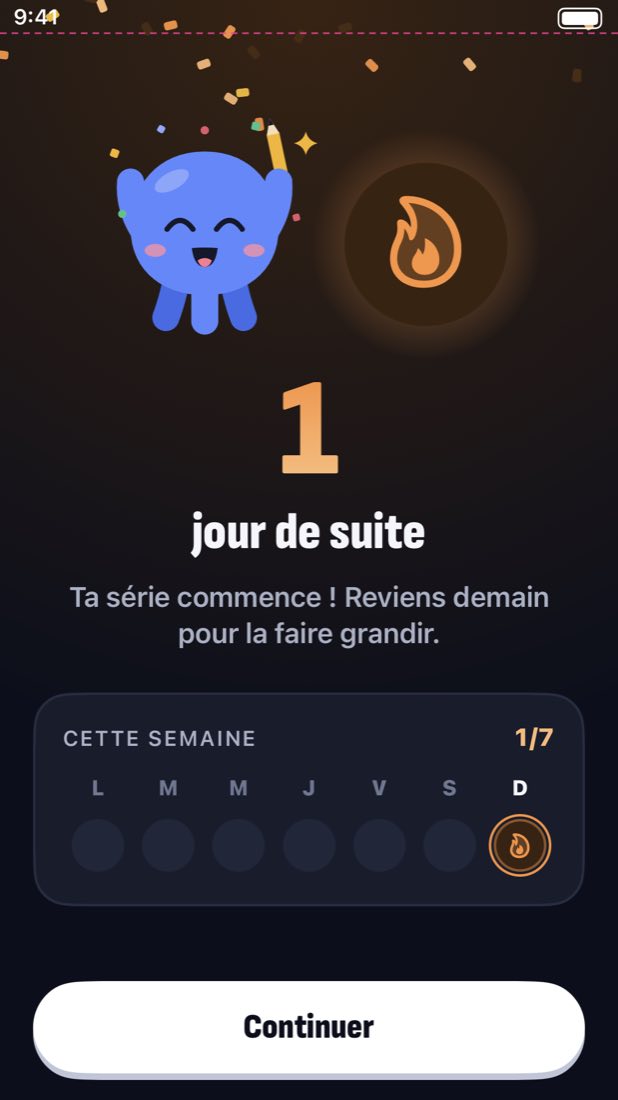 9:41
1
jour de suite
Ta série commence ! Reviens demain
pour la faire grandir.
CETTE SEMAINE 1/7
L M M J V S D
Continuer